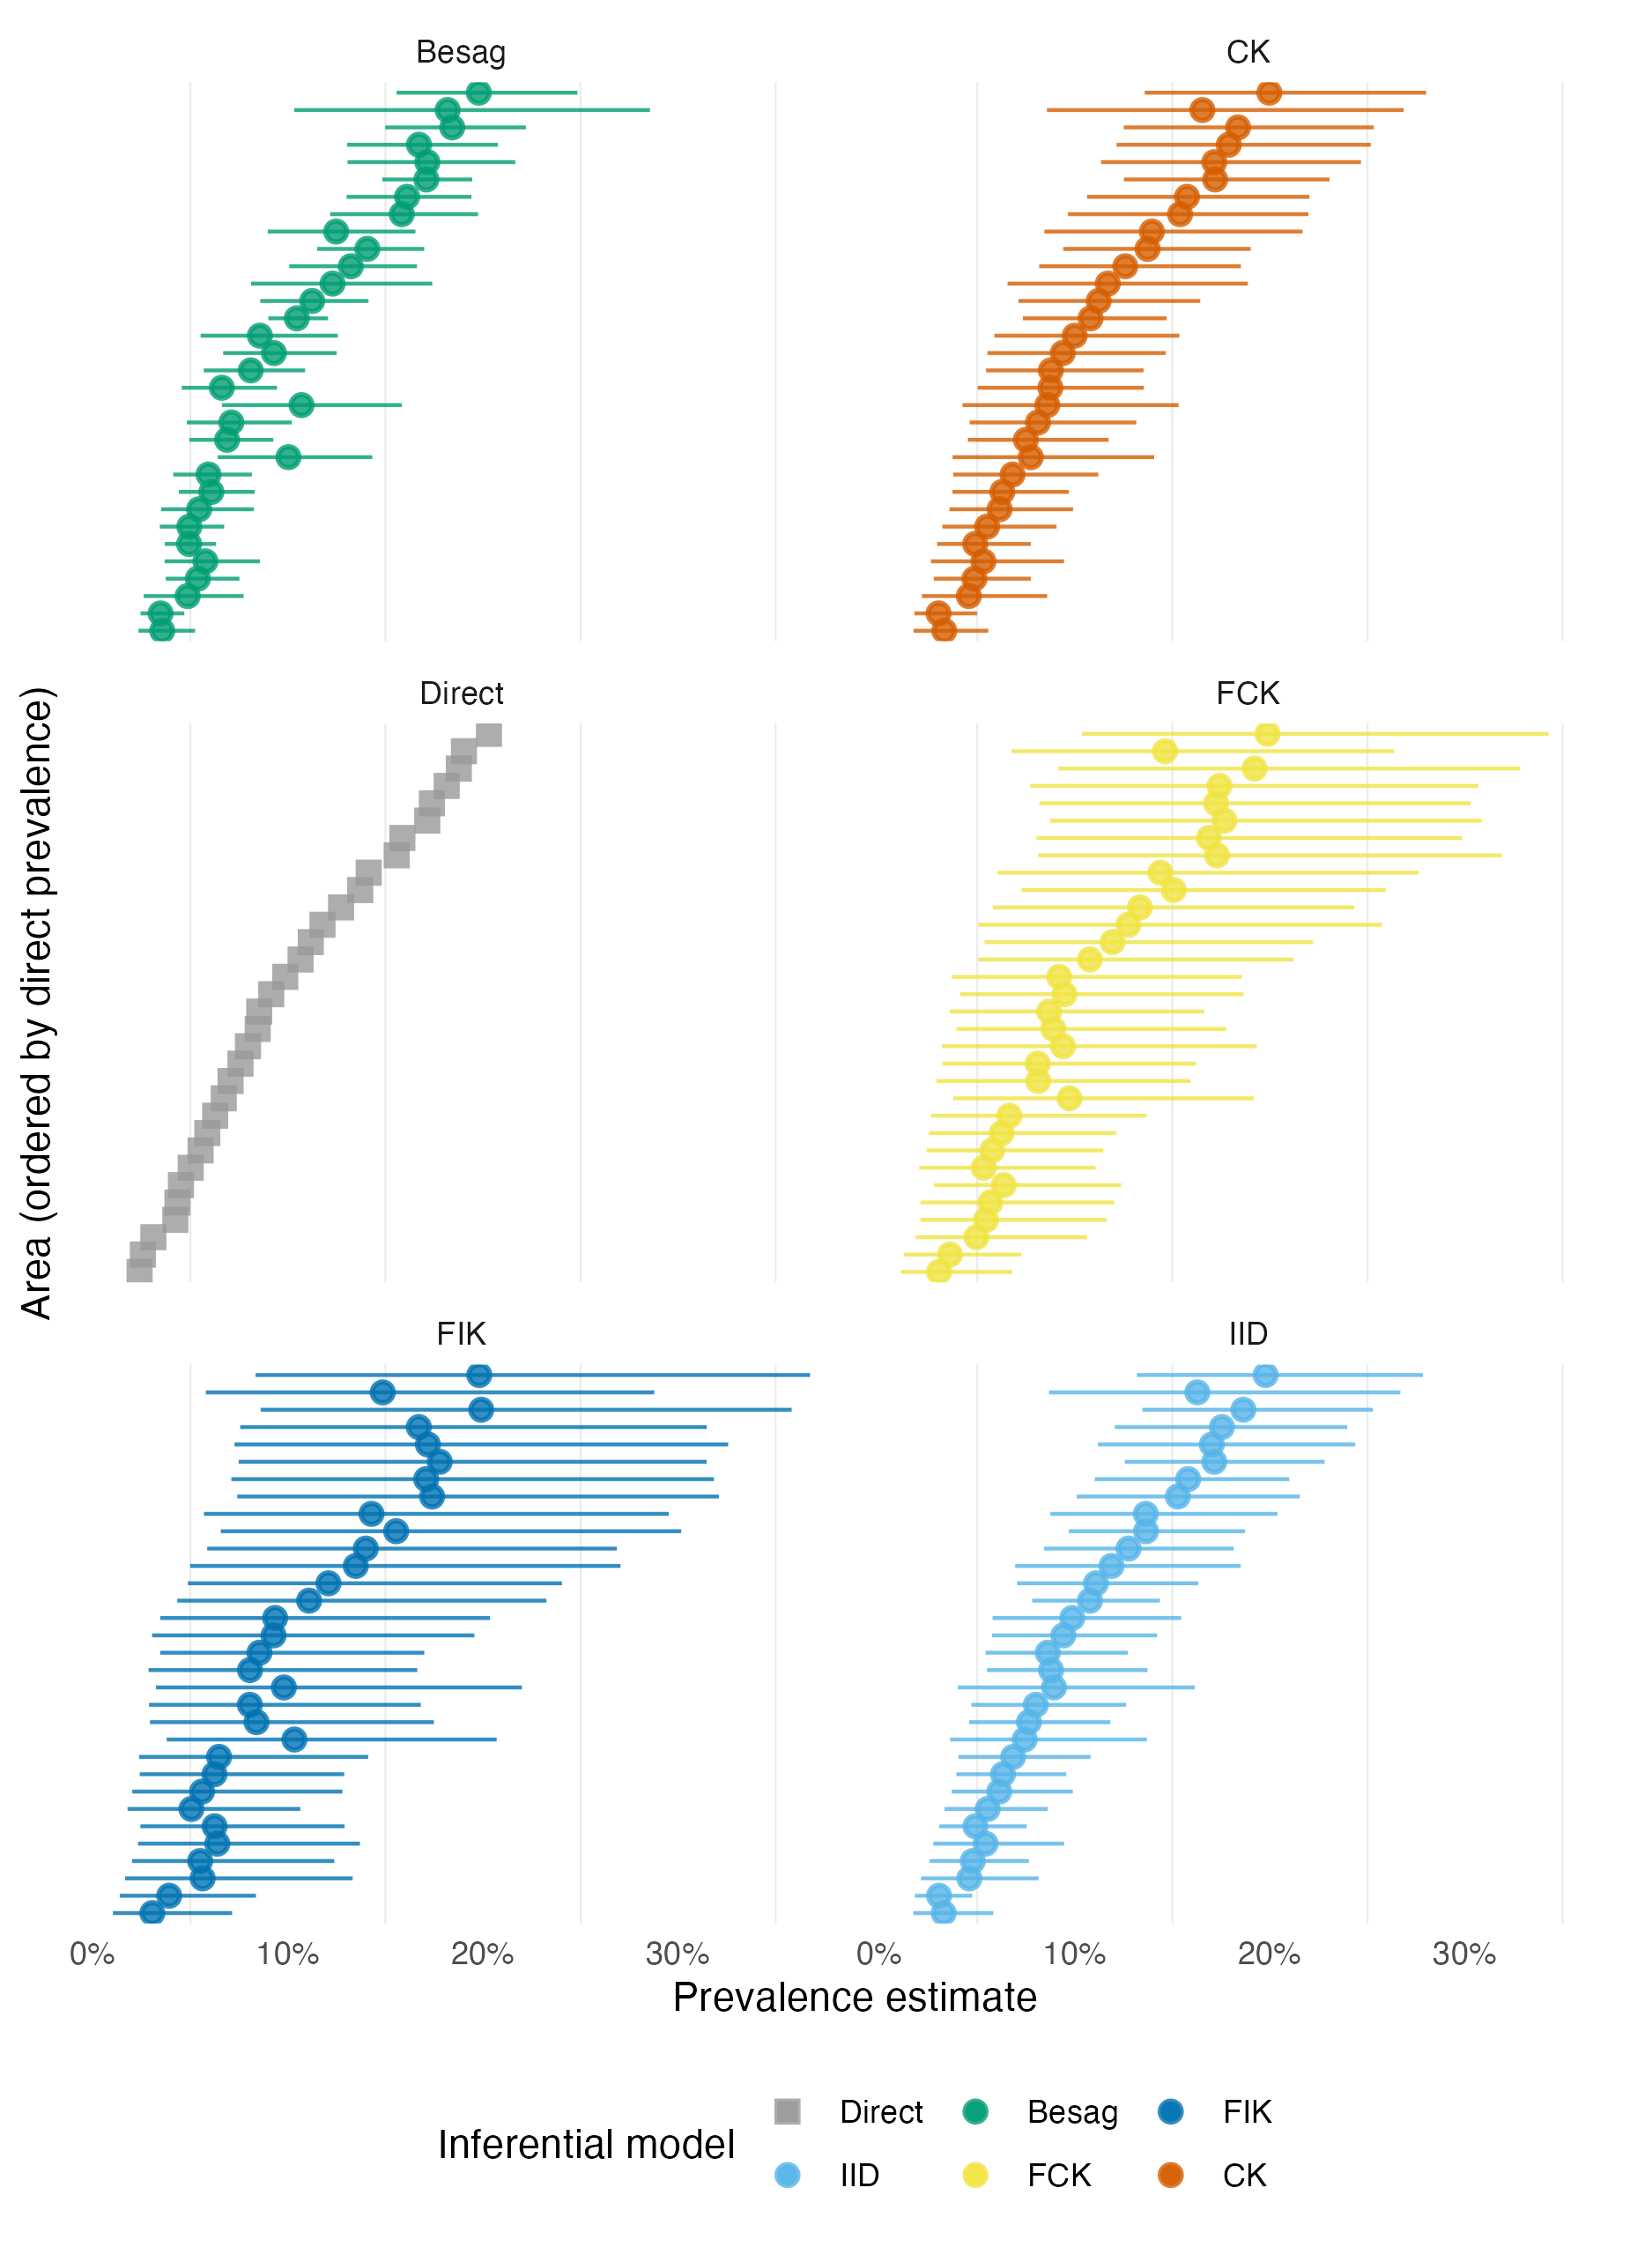 Besag
CK
Direct
FCK
Area (ordered by direct prevalence)
FIK
IID
0% 10% 20% 30% 0% 10% 20% 30%
Prevalence estimate
Inferential model
Direct Besag FIK
IID FCK CK